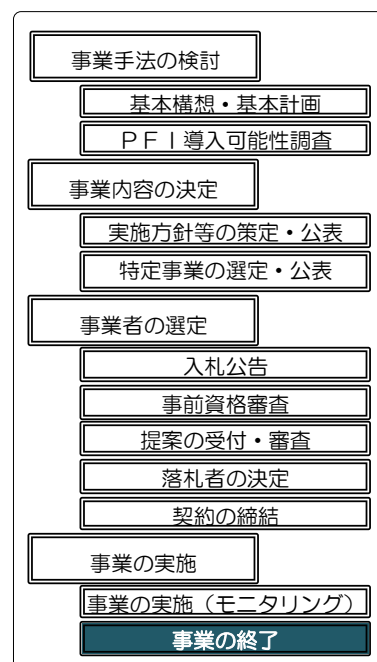 事業手法の検討
基本構想・基本計画
PFI導入可能性調査
事業内容の決定
実施方針等の策定・公表
特定事業の選定・公表
事業者の選定
入札公告
事前資格審査
提案の受付・審査
落札者の決定
契約の締結
事業の実施
事業の実施（モニタリング）
事業の終了